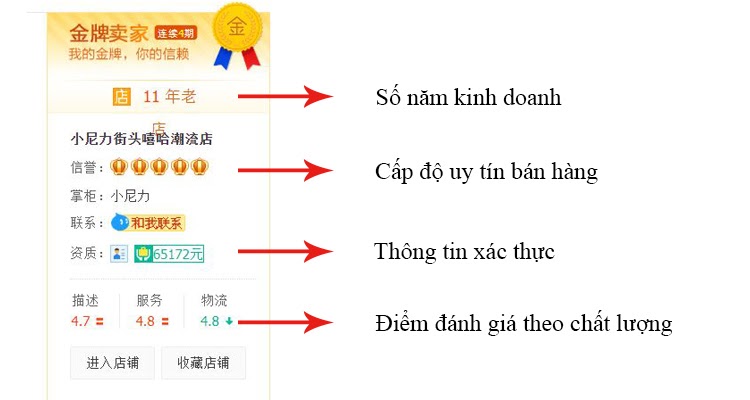 金牌卖家 连续4期
金
我的金牌，你的信赖
店 11 年老店
Số năm kinh doanh
小尼力街头嘻哈潮流店
信誉：
Cấp độ uy tín bán hàng
掌柜：小尼力
联系：和我联系
资质：65172元
Thông tin xác thực
描述 服务 物流
4.7 4.8 4.8
Điểm đánh giá theo chất lượng
进入店铺 收藏店铺